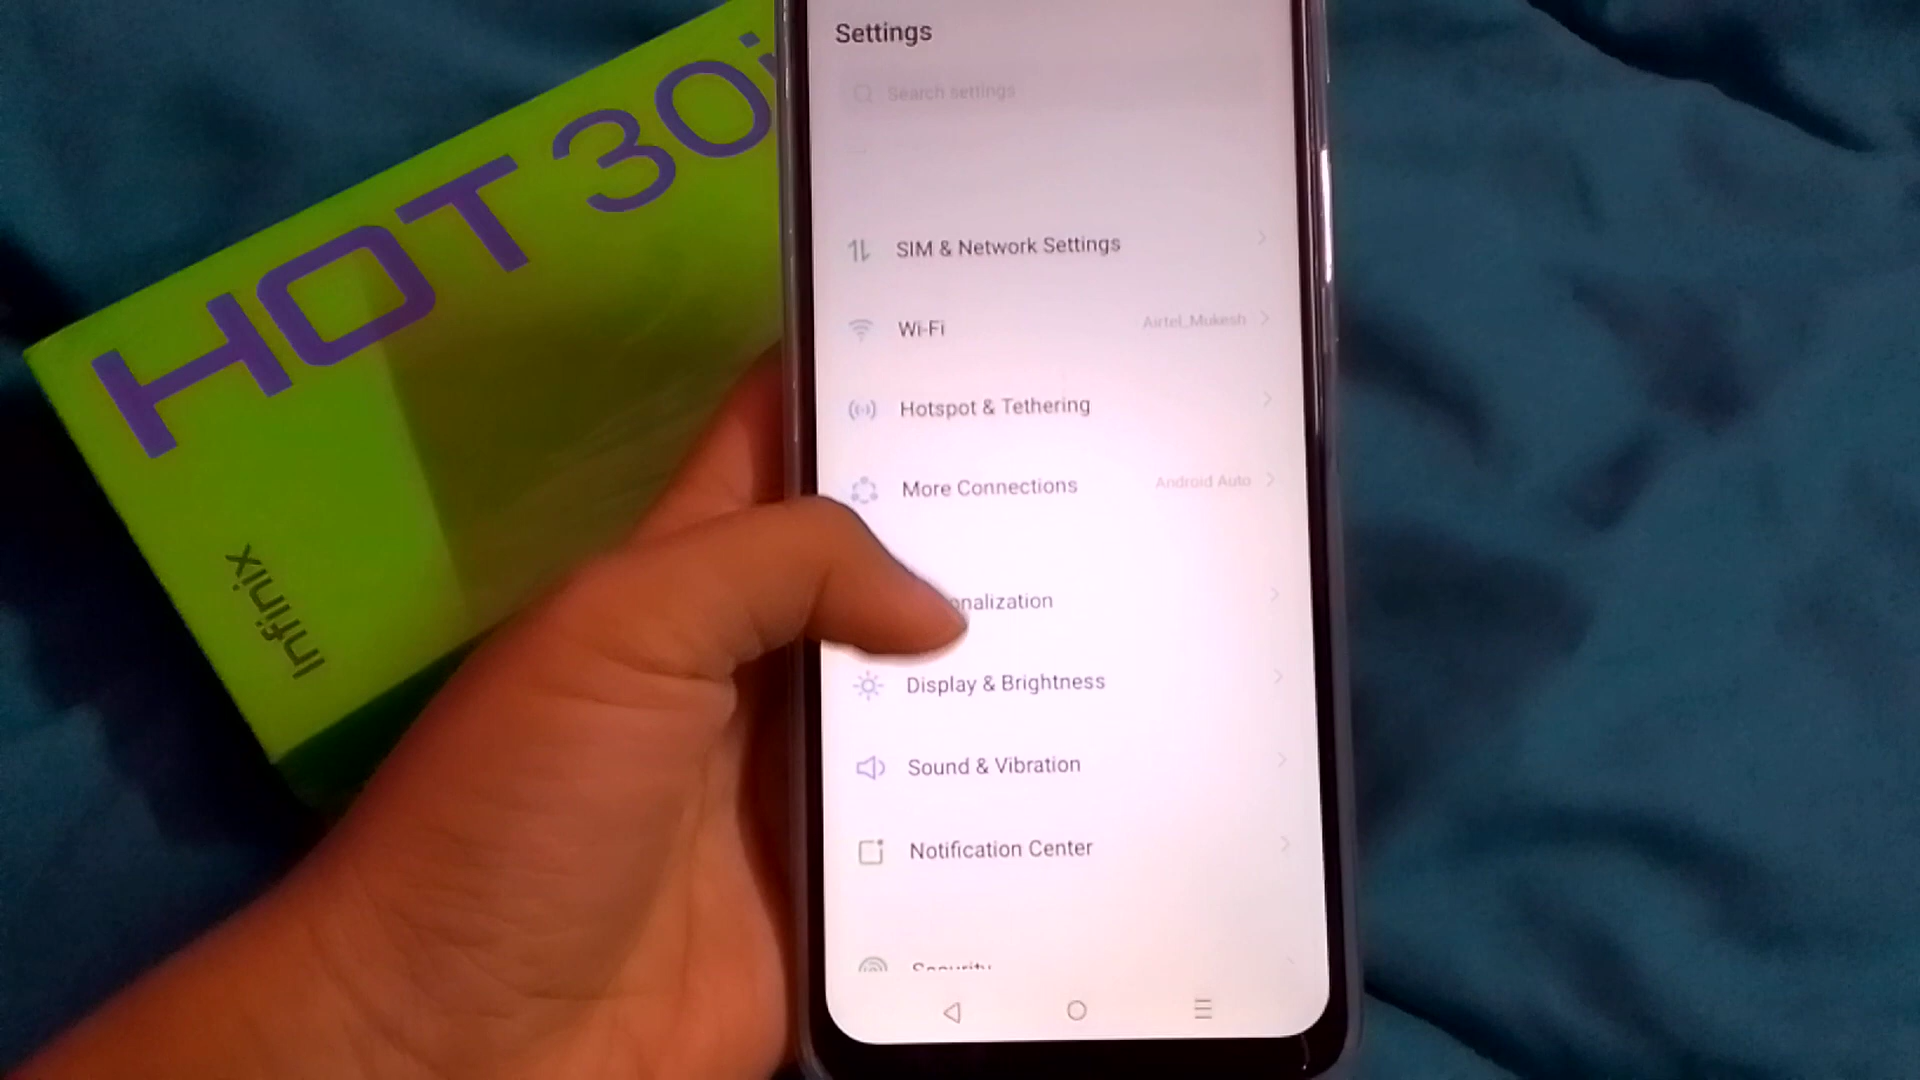 HOT 30i
Infinix
Settings
Search settings
SIM & Network Settings
Wi-Fi Airtel_Mukesh
Hotspot & Tethering
More Connections Android Auto
onalization
Display & Brightness
Sound & Vibration
Notification Center
Security